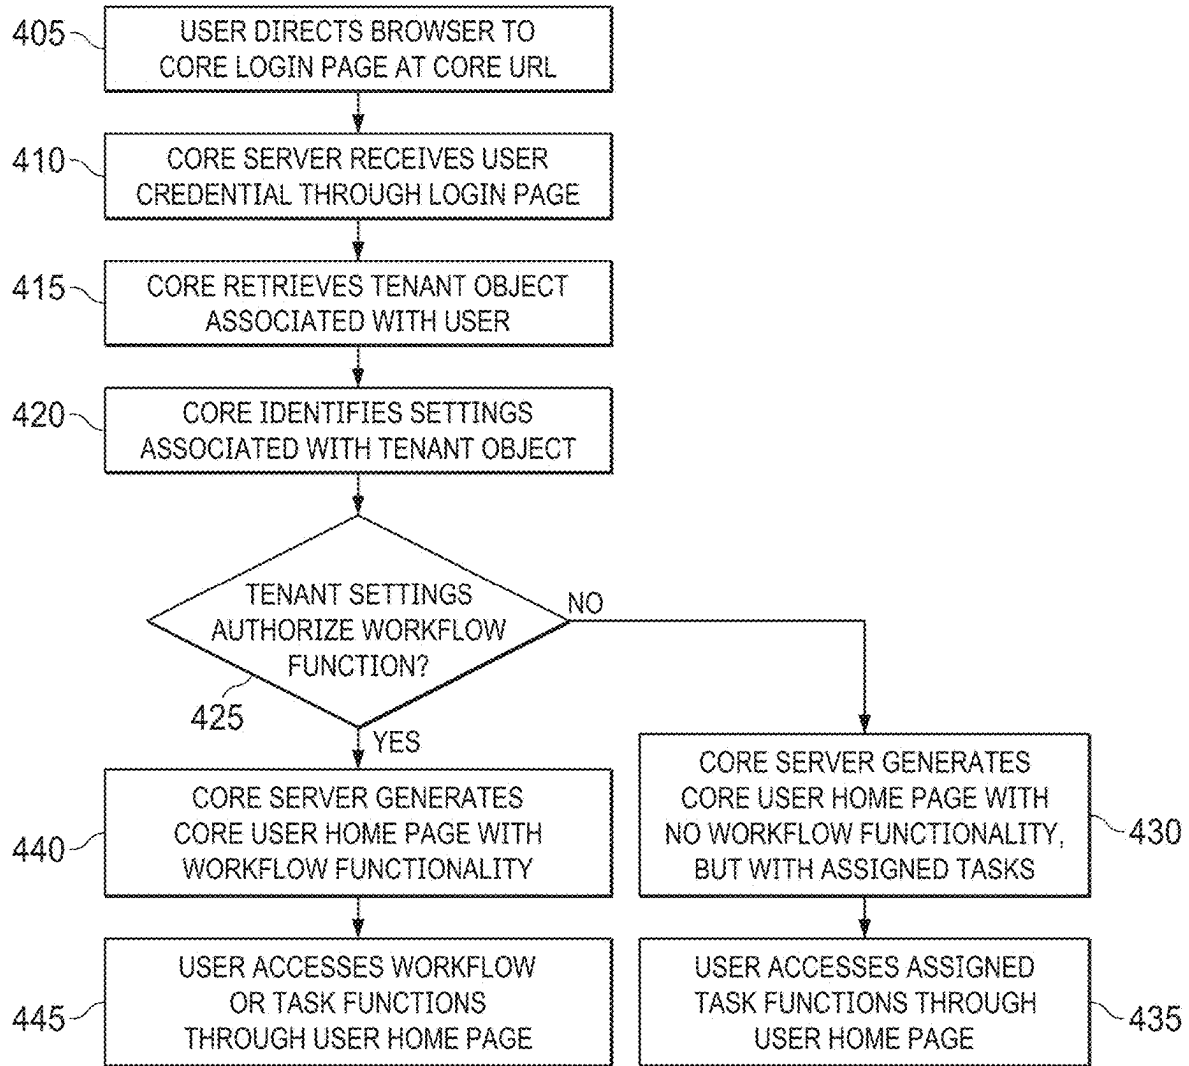 405
USER DIRECTS BROWSER TO
CORE LOGIN PAGE AT CORE URL
410
CORE SERVER RECEIVES USER
CREDENTIAL THROUGH LOGIN PAGE
415
CORE RETRIEVES TENANT OBJECT
ASSOCIATED WITH USER
420
CORE IDENTIFIES SETTINGS
ASSOCIATED WITH TENANT OBJECT
TENANT SETTINGS
AUTHORIZE WORKFLOW
FUNCTION?
425
NO
YES
440
CORE SERVER GENERATES
CORE USER HOME PAGE WITH
WORKFLOW FUNCTIONALITY
CORE SERVER GENERATES
CORE USER HOME PAGE WITH
NO WORKFLOW FUNCTIONALITY,
BUT WITH ASSIGNED TASKS
430
445
USER ACCESSES WORKFLOW
OR TASK FUNCTIONS
THROUGH USER HOME PAGE
USER ACCESSES ASSIGNED
TASK FUNCTIONS THROUGH
USER HOME PAGE
435